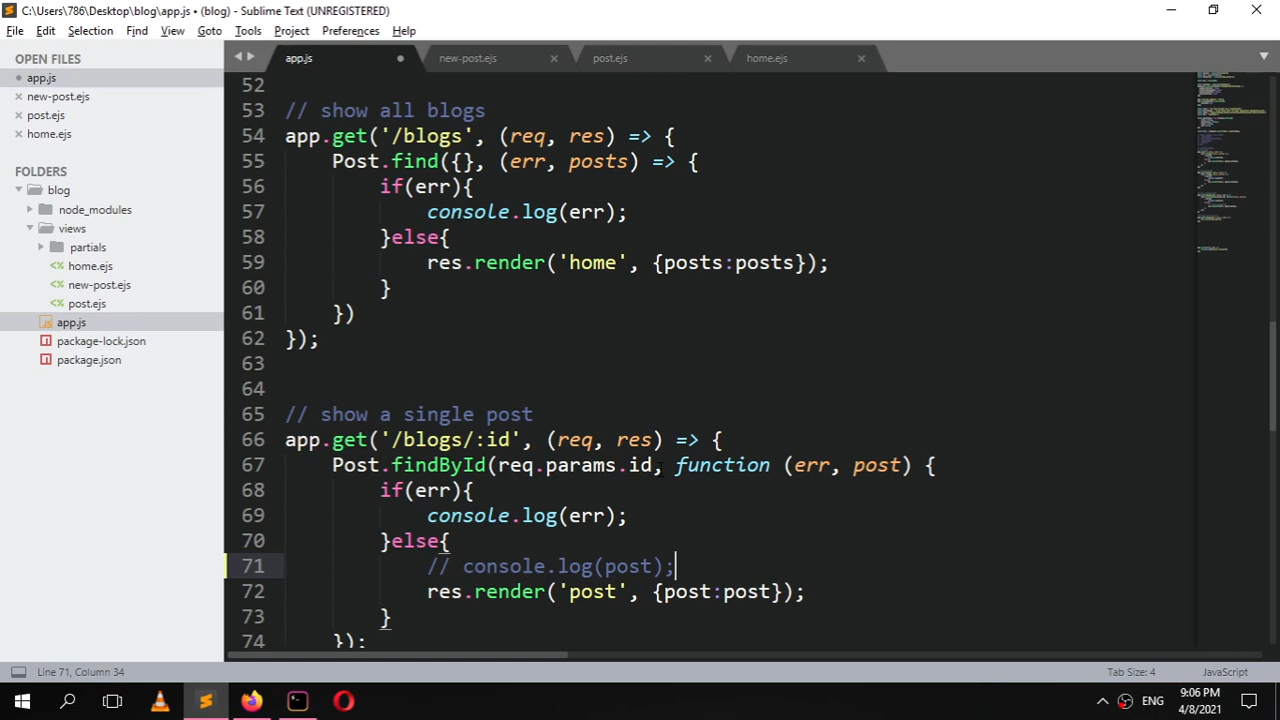 C:\Users\786\Desktop\blog\app.js • (blog) - Sublime Text (UNREGISTERED)
File Edit Selection Find View Goto Tools Project Preferences Help
OPEN FILES
app.js
new-post.ejs
post.ejs
home.ejs
FOLDERS
blog
node_modules
views
partials
home.ejs
new-post.ejs
post.ejs
app.js
package-lock.json
package.json
app.js new-post.ejs post.ejs home.ejs
52
53 // show all blogs
54 app.get('/blogs', (req, res) => {
55 Post.find({}, (err, posts) => {
56 if(err){
57 console.log(err);
58 }else{
59 res.render('home', {posts:posts});
60 }
61 })
62 });
63
64
65 // show a single post
66 app.get('/blogs/:id', (req, res) => {
67 Post.findById(req.params.id, function (err, post) {
68 if(err){
69 console.log(err);
70 }else{
71 // console.log(post);
72 res.render('post', {post:post});
73 }
74 });
Line 71, Column 34
Tab Size: 4 JavaScript
ENG
9:06 PM
4/8/2021